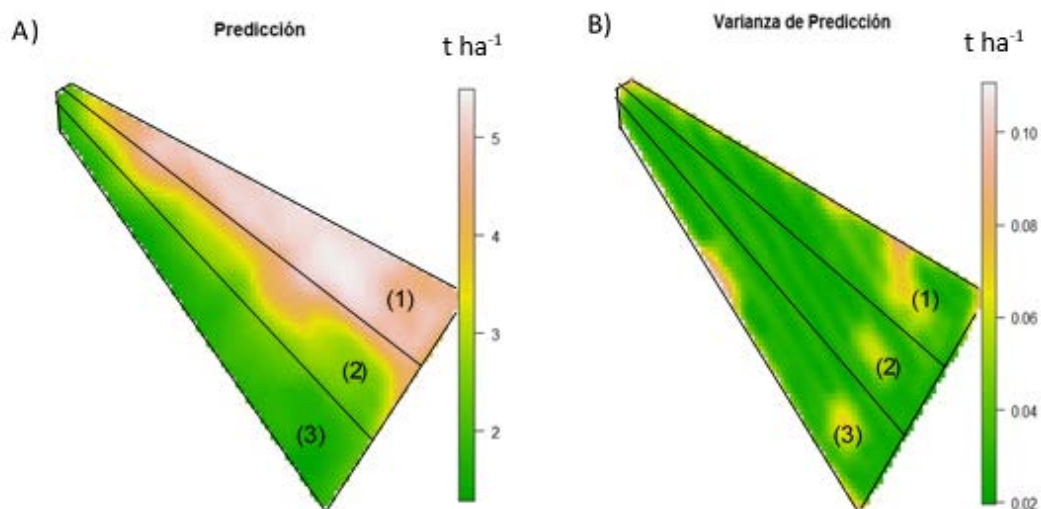 A)
Predicción
t ha-1
5
4
3
2
(1)
(2)
(3)
B)
Varianza de Predicción
t ha-1
0.10
0.08
0.06
0.04
0.02
(1)
(2)
(3)